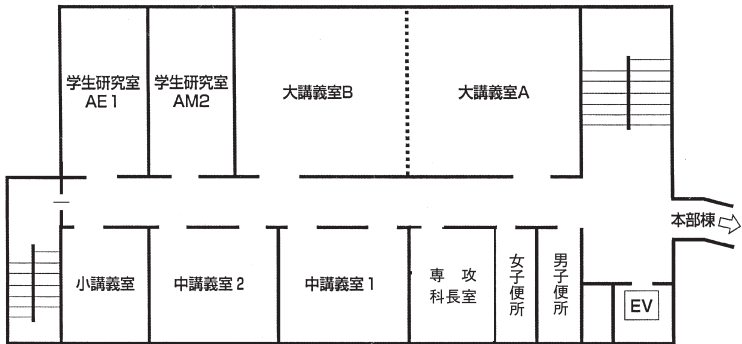 学生研究室
AE1
学生研究室
AM2
大講義室B
大講義室A
本部棟
小講義室
中講義室2
中講義室1
専攻
科長室
女子便所
男子便所
EV